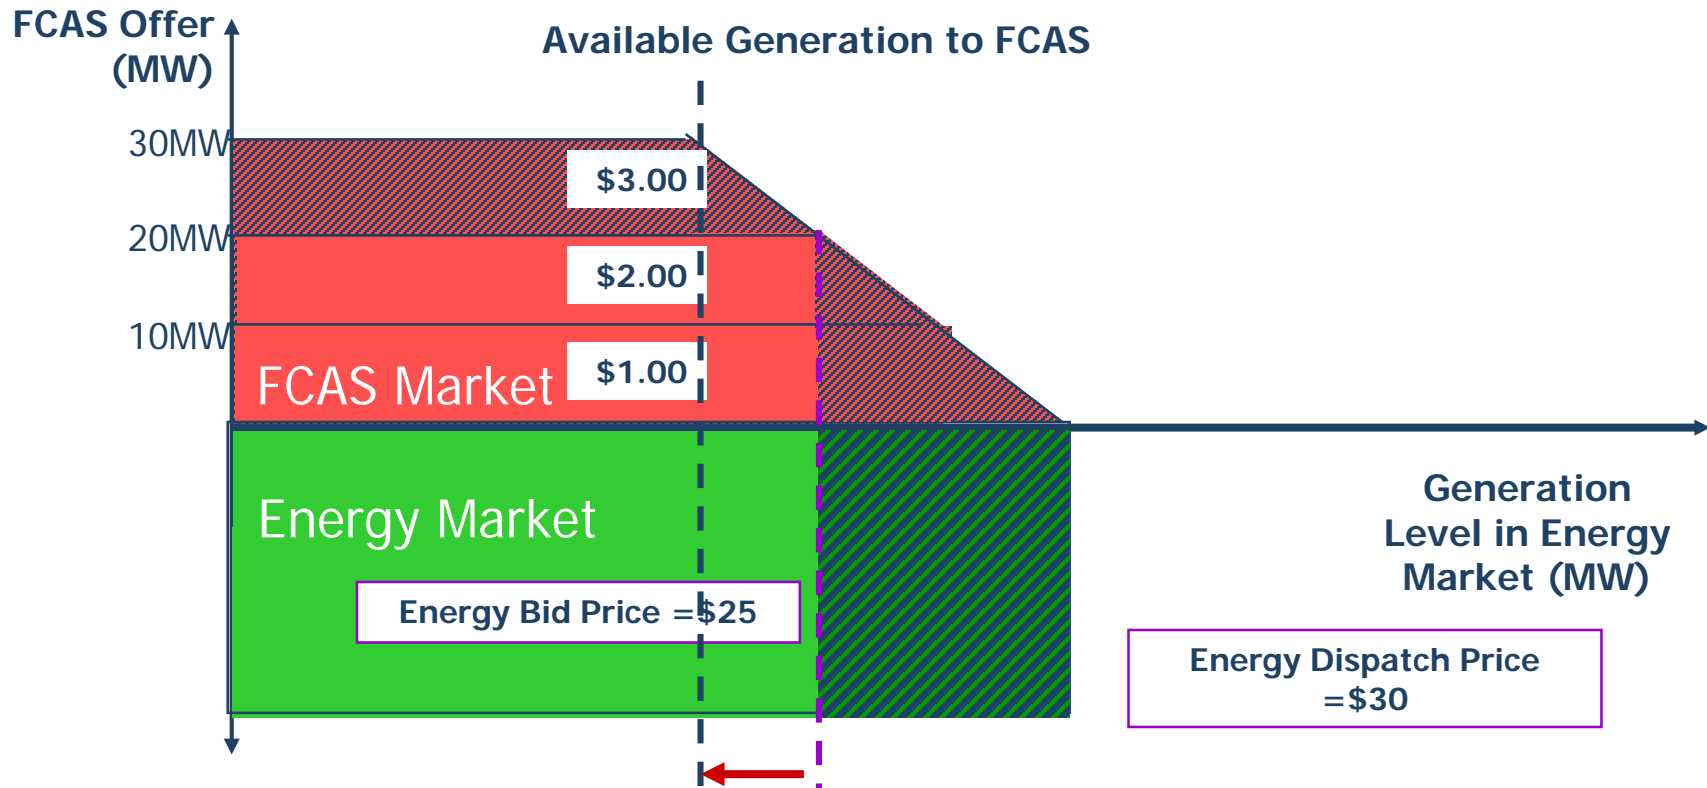 FCAS Offer
(MW)
Available Generation to FCAS
30MW
$3.00
20MW
$2.00
10MW
$1.00
FCAS Market
Energy Market
Generation
Level in Energy
Market (MW)
Energy Bid Price =$25
Energy Dispatch Price
=$30